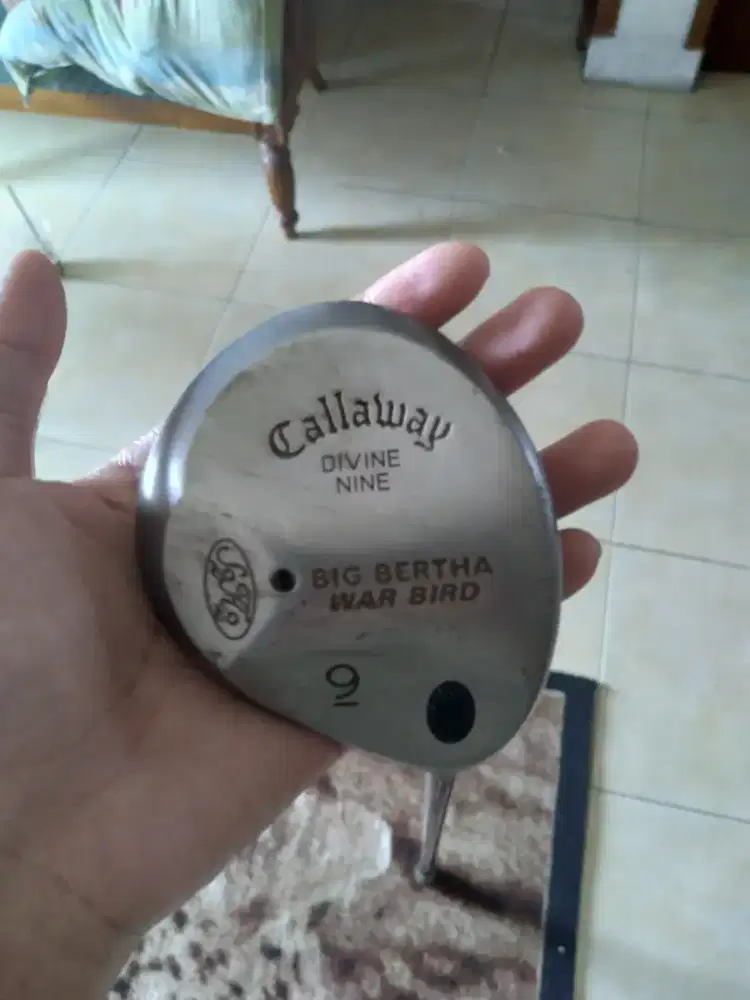 Callaway
DIVINE
NINE
BIG BERTHA
WAR BIRD
9